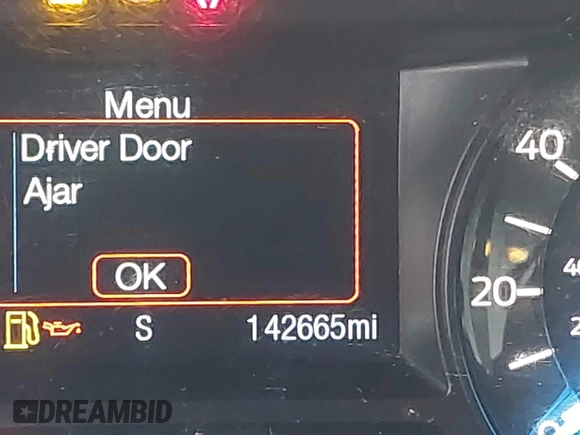 Menu
Driver Door
Ajar
OK
S
142665mi
40
20
DREAMBID